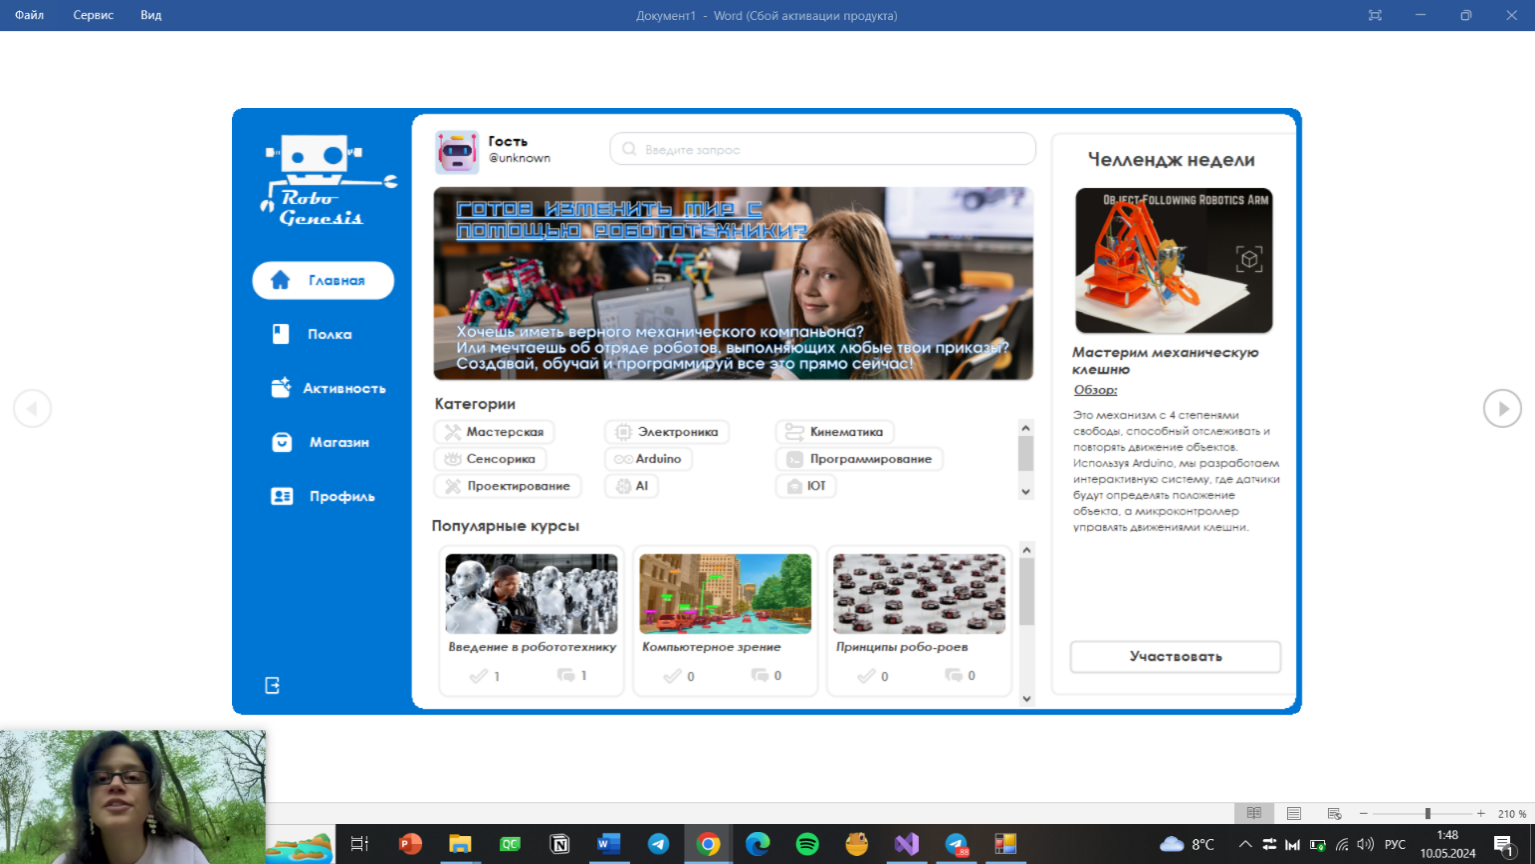 Файл Сервис Вид Документ1 - Word (Сбой активации продукта)
Robo
Genesis
Главная
Полка
Активность
Магазин
Профиль
Гость
@unknown
Введите запрос
ГОТОВ ИЗМЕНИТЬ МИР С
ПОМОЩЬЮ РОБОТОТЕХНИКИ?
Хочешь иметь верного механического компаньона?
Или мечтаешь об отряде роботов, выполняющих любые твои приказы?
Создавай, обучай и программируй все это прямо сейчас!
Категории
Мастерская Электроника Кинематика
Сенсорика Arduino Программирование
Проектирование AI IOT
Популярные курсы
Введение в робототехнику Компьютерное зрение Принципы робо-роев
1 1 0 0 0 0
Челлендж недели
Object-Following Robotics Arm
Мастерим механическую
клешню
Обзор:
Это механизм с 4 степенями
свободы, способный отслеживать и
повторять движение объектов.
Используя Arduino, мы разработаем
интерактивную систему, где датчики
будут определять положение
объекта, а микроконтроллер
управлять движениями клешни.
Участвовать
210 %
8°C РУС 1:48
10.05.2024
88
1
QC